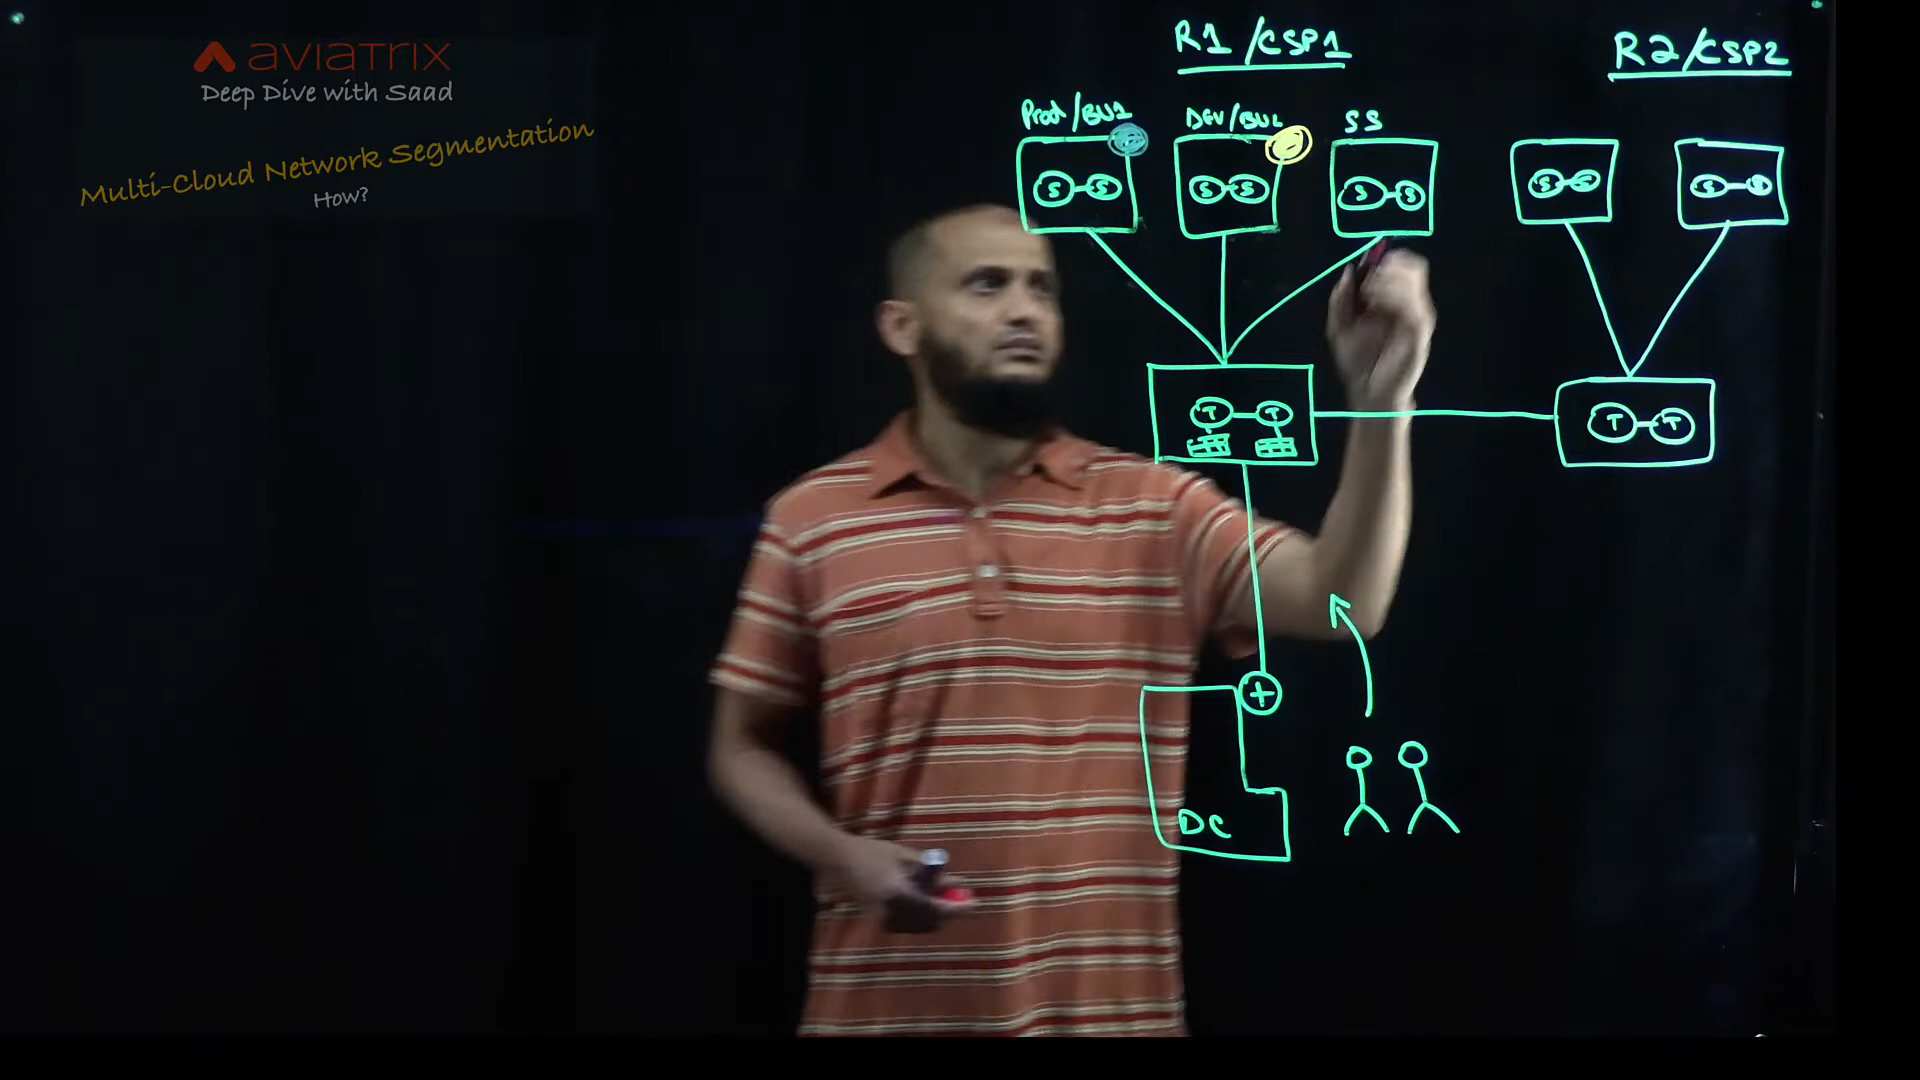 AVIATRIX
Deep Dive with Saad
Multi-Cloud Network Segmentation
How?
R1/CSP1
R2/CSP2
Prod/BU1
DEV/BU2
SS
S S
S S
S S
S S
S S
T T
T T
+
DC